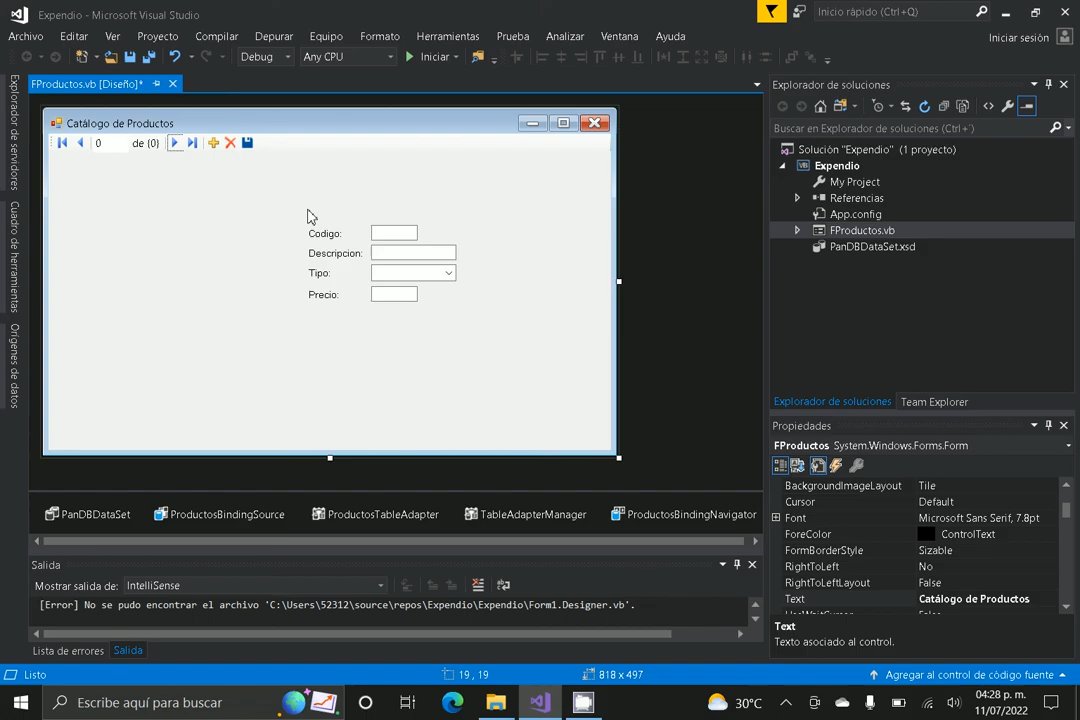 Expendio - Microsoft Visual Studio
Inicio rápido (Ctrl+Q)
Archivo Editar Ver Proyecto Compilar Depurar Equipo Formato Herramientas Prueba Analizar Ventana Ayuda
Iniciar sesión
Debug Any CPU Iniciar
FProductos.vb [Diseño]*
Explorador de servidores
Cuadro de herramientas
Orígenes de datos
Catálogo de Productos
0 de {0}
Codigo:
Descripcion:
Tipo:
Precio:
PanDBDataSet ProductosBindingSource ProductosTableAdapter TableAdapterManager ProductosBindingNavigator
Salida
Mostrar salida de: IntelliSense
[Error] No se pudo encontrar el archivo 'C:\Users\52312\source\repos\Expendio\Expendio\Form1.Designer.vb'.
Lista de errores Salida
Explorador de soluciones
Buscar en Explorador de soluciones (Ctrl+')
Solución "Expendio" (1 proyecto)
VB Expendio
My Project
Referencias
App.config
FProductos.vb
PanDBDataSet.xsd
Explorador de soluciones Team Explorer
Propiedades
FProductos System.Windows.Forms.Form
BackgroundImageLayout Tile
Cursor Default
Font Microsoft Sans Serif, 7.8pt
ForeColor ControlText
FormBorderStyle Sizable
RightToLeft No
RightToLeftLayout False
Text Catálogo de Productos
UseWaitCursor False
Text
Texto asociado al control.
Listo 19 , 19 818 x 497 Agregar al control de código fuente
Escribe aquí para buscar 30°C 04:28 p. m.
11/07/2022